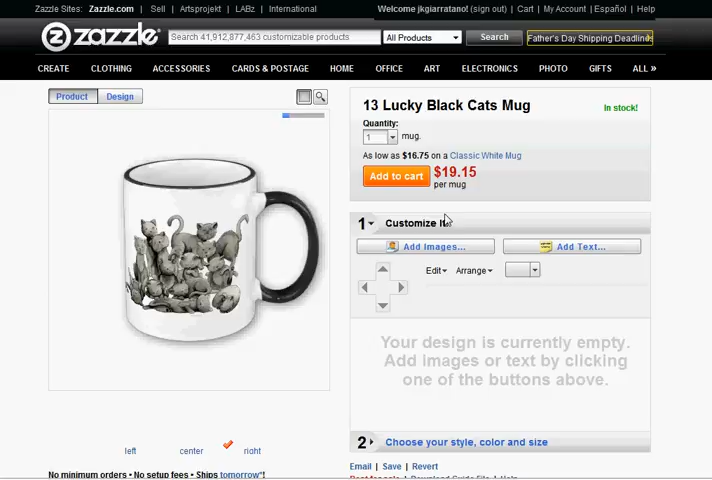 Zazzle Sites: Zazzle.com | Sell | Artsprojekt | LABz | International
Welcome jkgiarratano! (sign out) | Cart | My Account | Español | Help
zazzle
Search 41,912,877,463 customizable products
All Products
Search
Father's Day Shipping Deadlines
CREATE CLOTHING ACCESSORIES CARDS & POSTAGE HOME OFFICE ART ELECTRONICS PHOTO GIFTS ALL »
Product Design
13 Lucky Black Cats Mug
In stock!
Quantity:
1 mug.
As low as $16.75 on a Classic White Mug
Add to cart $19.15
per mug
1 Customize it
Add Images... Add Text...
Edit Arrange
Your design is currently empty.
Add images or text by clicking
one of the buttons above.
2 Choose your style, color and size
left center right
Email | Save | Revert
No minimum orders • No setup fees • Ships tomorrow*!
Download Guide File | Help